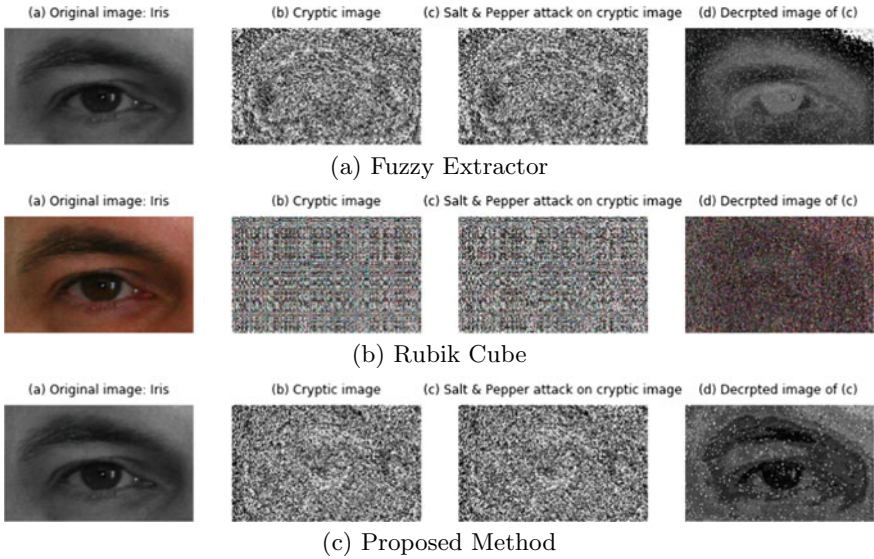 (a) Original image: Iris (b) Cryptic image (c) Salt & Pepper attack on cryptic image (d) Decrpted image of (c)
(a) Fuzzy Extractor
(a) Original image: Iris (b) Cryptic image (c) Salt & Pepper attack on cryptic image (d) Decrpted image of (c)
(b) Rubik Cube
(a) Original image: Iris (b) Cryptic image (c) Salt & Pepper attack on cryptic image (d) Decrpted image of (c)
(c) Proposed Method